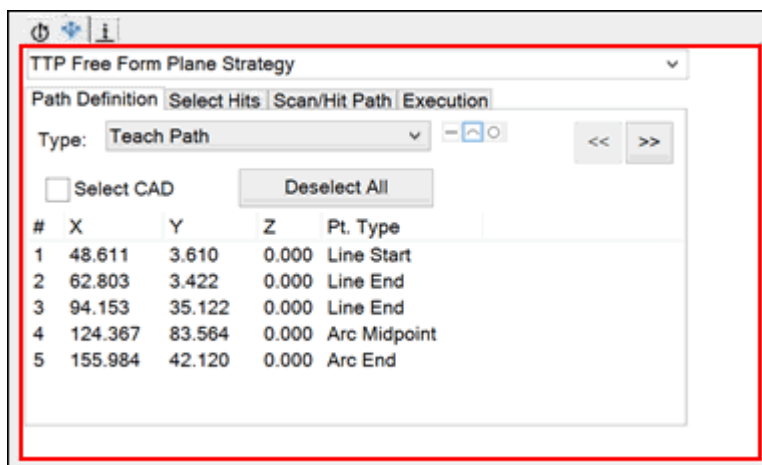 TTP Free Form Plane Strategy
Path Definition Select Hits Scan/Hit Path Execution
Type: Teach Path << >>
Select CAD Deselect All
# X Y Z Pt. Type
1 48.611 3.610 0.000 Line Start
2 62.803 3.422 0.000 Line End
3 94.153 35.122 0.000 Line End
4 124.367 83.564 0.000 Arc Midpoint
5 155.984 42.120 0.000 Arc End